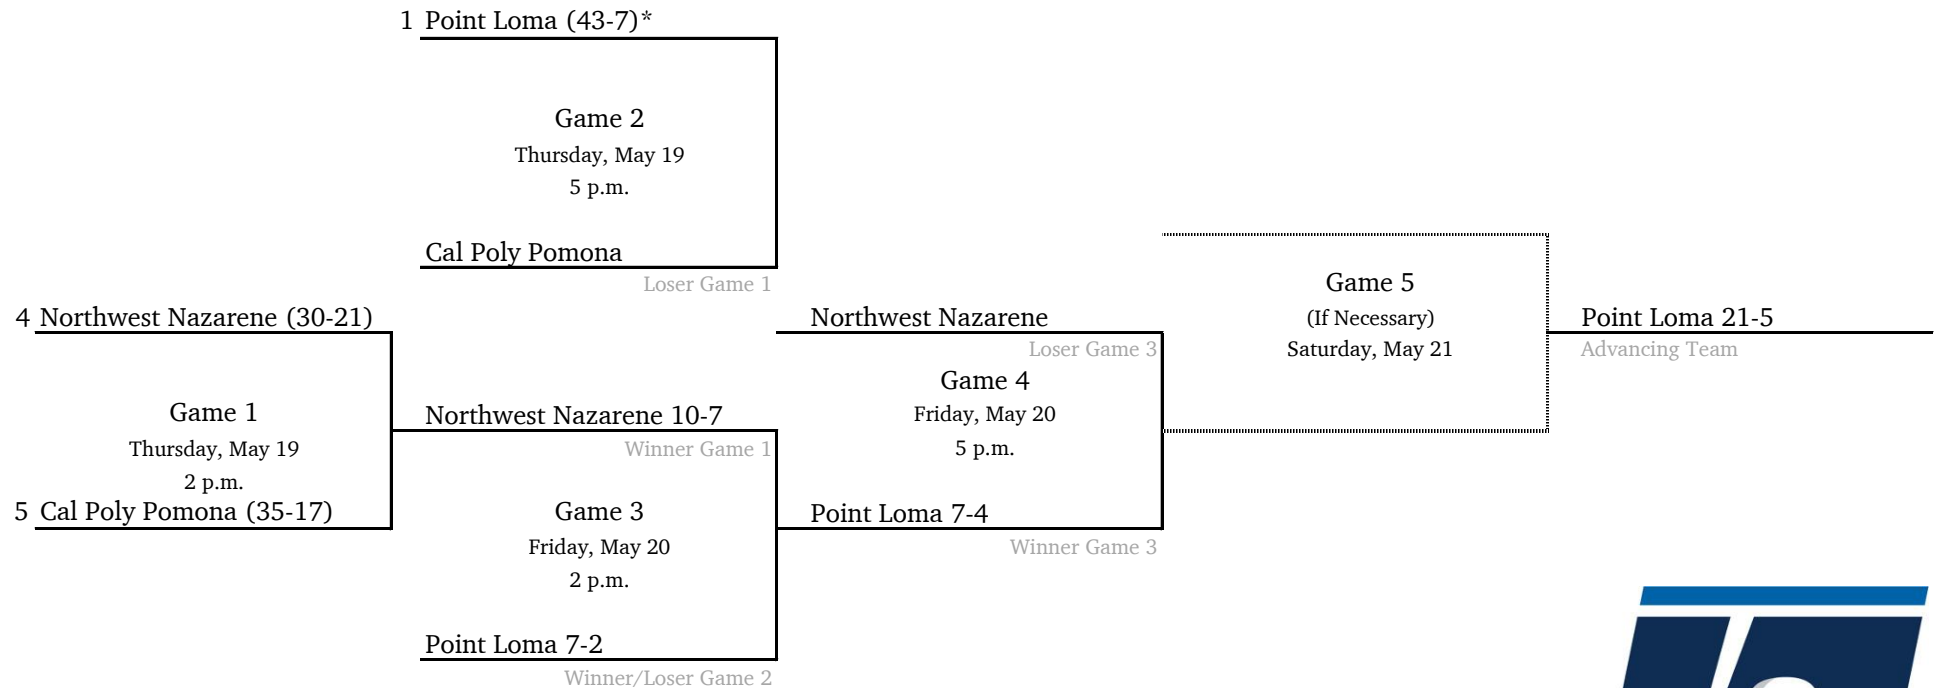 1 Point Loma (43-7)*
Game 2
Thursday, May 19
5 p.m.
Cal Poly Pomona
Loser Game 1
4 Northwest Nazarene (30-21)
Game 1
Thursday, May 19
2 p.m.
5 Cal Poly Pomona (35-17)
Northwest Nazarene 10-7
Winner Game 1
Game 3
Friday, May 20
2 p.m.
Point Loma 7-2
Winner/Loser Game 2
Northwest Nazarene
Loser Game 3
Game 4
Friday, May 20
5 p.m.
Point Loma 7-4
Winner Game 3
Game 5
(If Necessary)
Saturday, May 21
Point Loma 21-5
Advancing Team